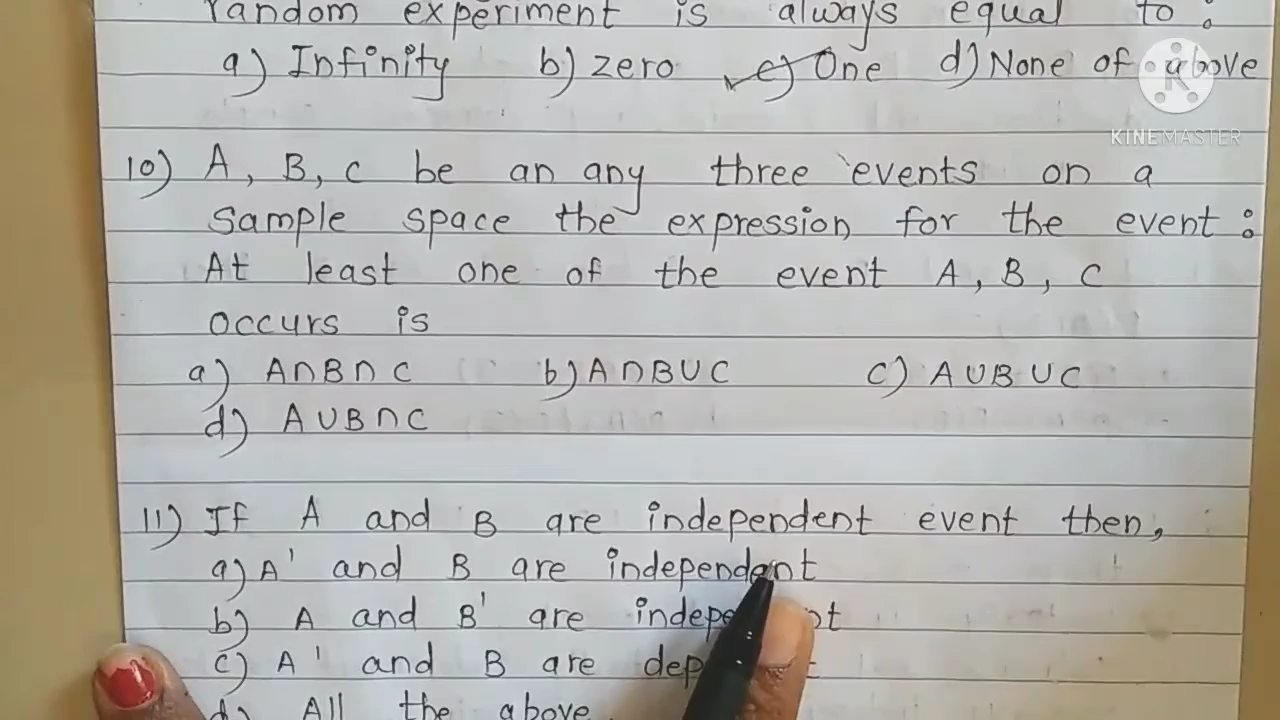 random experiment is always equal to:
a) Infinity b) zero c) One d) None of above
KINEMASTER
10) A, B, C be an any three events on a
Sample space the expression for the event:
At least one of the event A, B, C
occurs is
a) A∩B∩C b) A∩B∪C c) A∪B∪C
d) A∪B∩C
11) If A and B are independent event then,
a) A' and B are independent
b) A and B' are
c) A' and B are
d) All the above.